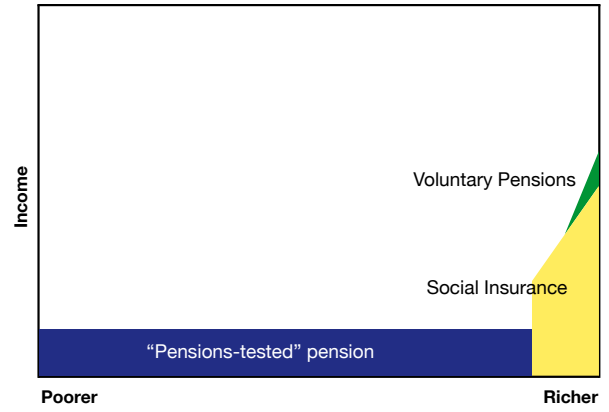 Income
Voluntary Pensions
Social Insurance
“Pensions-tested” pension
Poorer
Richer